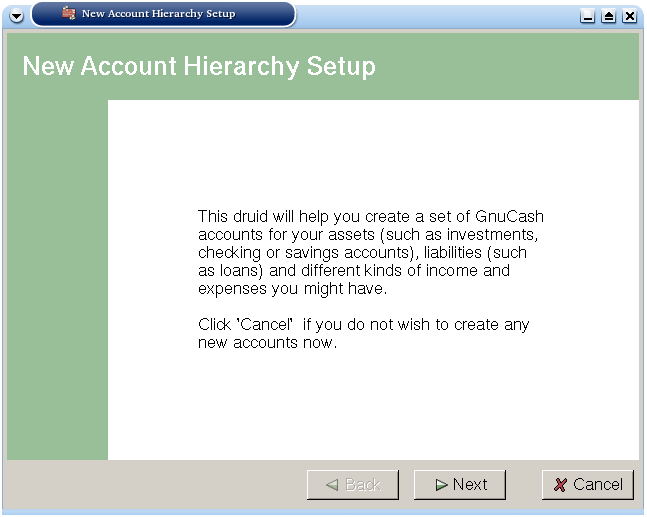 New Account Hierarchy Setup
New Account Hierarchy Setup
This druid will help you create a set of GnuCash
accounts for your assets (such as investments,
checking or savings accounts), liabilities (such
as loans) and different kinds of income and
expenses you might have.
Click 'Cancel'  if you do not wish to create any
new accounts now.
Back
Next
Cancel